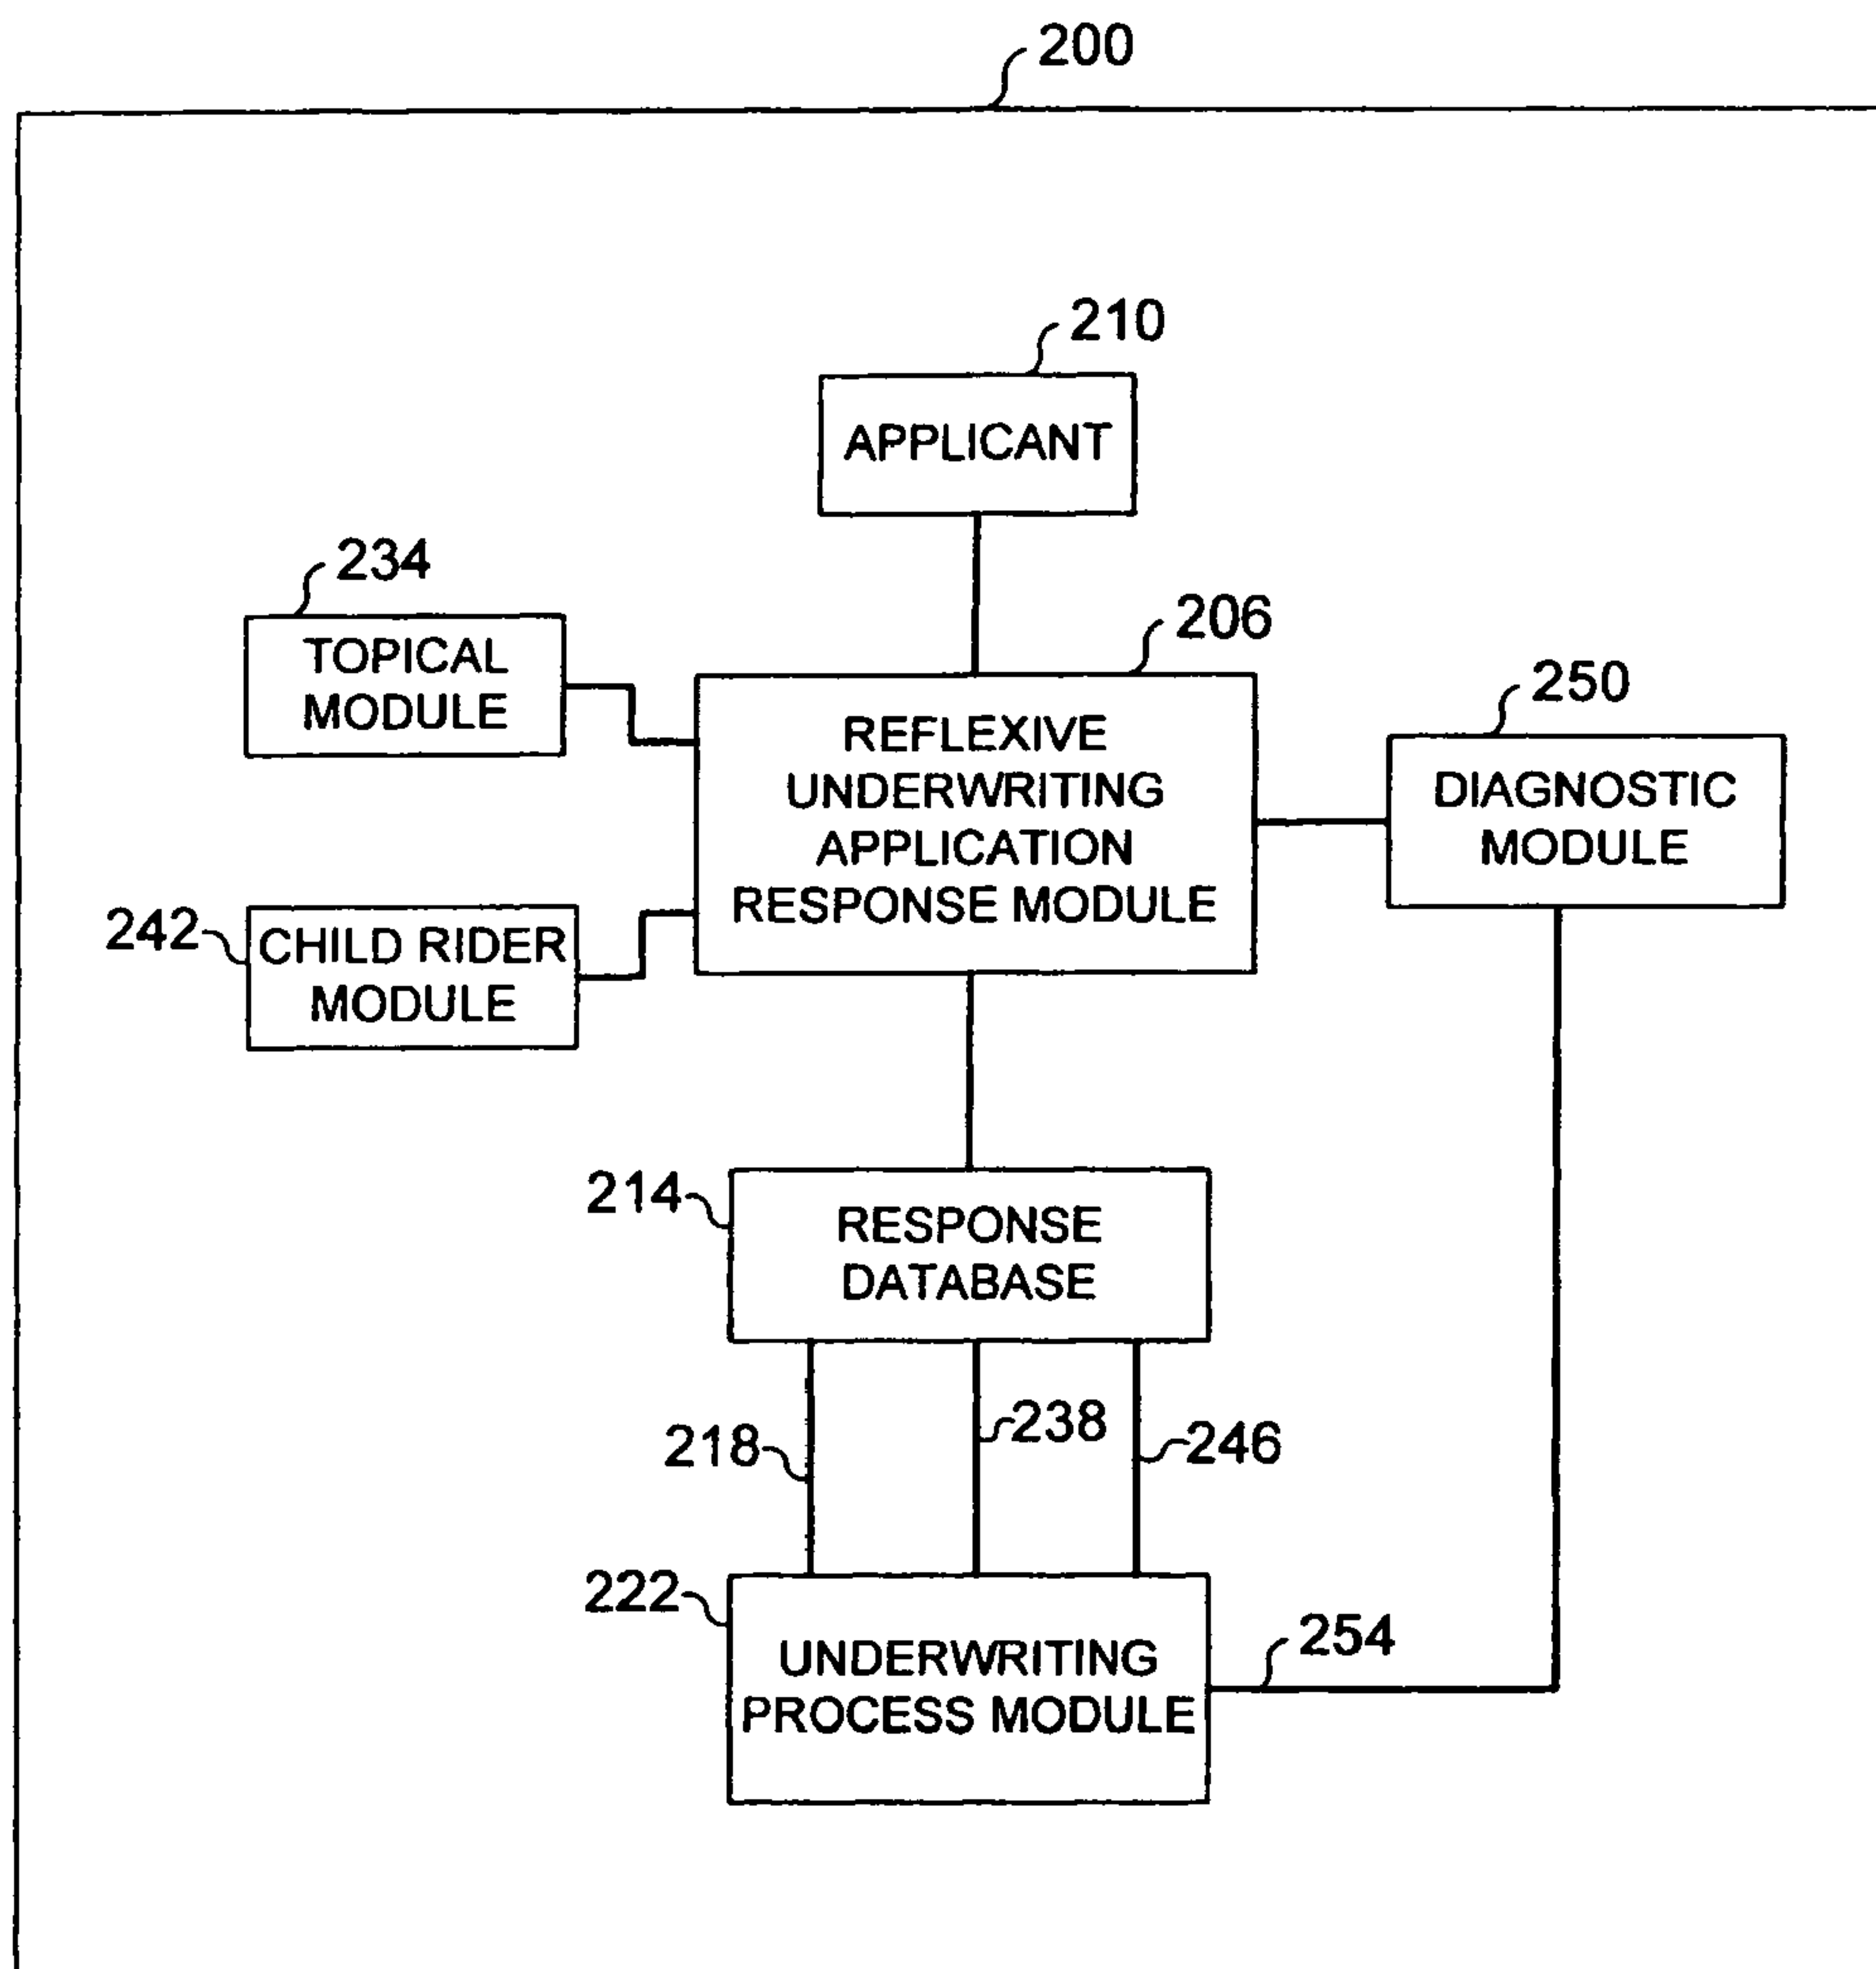 200
210
APPLICANT
234
TOPICAL
MODULE
206
REFLEXIVE
UNDERWRITING
APPLICATION
RESPONSE MODULE
250
DIAGNOSTIC
MODULE
242
CHILD RIDER
MODULE
214
RESPONSE
DATABASE
218
238
246
222
UNDERWRITING
PROCESS MODULE
254